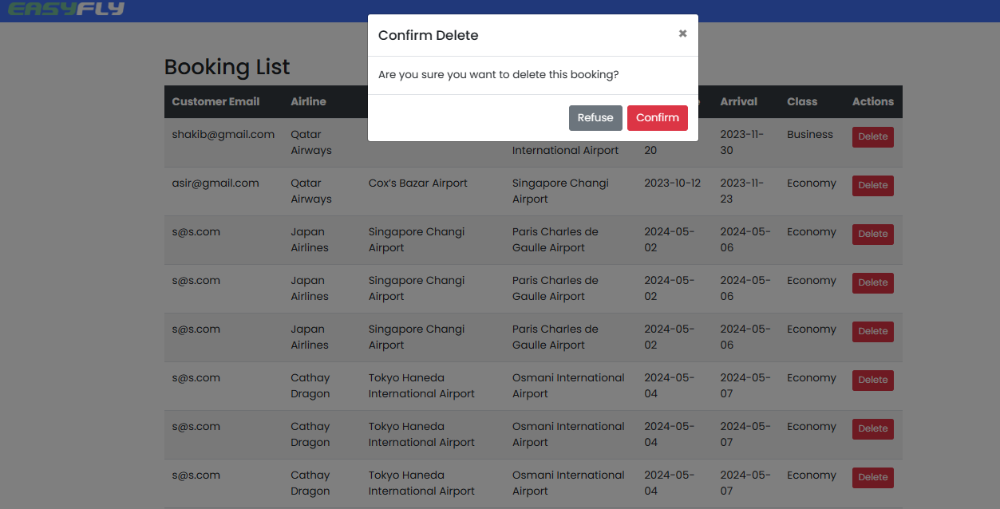 EASYFLY
Confirm Delete
×
Are you sure you want to delete this booking?
Refuse Confirm
Booking List
Customer Email Airline Arrival Class Actions
shakib@gmail.com Qatar 2023-11- Business Delete
Airways International Airport 20 30
asir@gmail.com Qatar Cox's Bazar Airport Singapore Changi 2023-10-12 2023-11- Economy Delete
Airways Airport 23
s@s.com Japan Singapore Changi Paris Charles de 2024-05- 2024-05- Economy Delete
Airlines Airport Gaulle Airport 02 06
s@s.com Japan Singapore Changi Paris Charles de 2024-05- 2024-05- Economy Delete
Airlines Airport Gaulle Airport 02 06
s@s.com Japan Singapore Changi Paris Charles de 2024-05- 2024-05- Economy Delete
Airlines Airport Gaulle Airport 02 06
s@s.com Cathay Tokyo Haneda Osmani International 2024-05- 2024-05- Economy Delete
Dragon International Airport Airport 04 07
s@s.com Cathay Tokyo Haneda Osmani International 2024-05- 2024-05- Economy Delete
Dragon International Airport Airport 04 07
s@s.com Cathay Tokyo Haneda Osmani International 2024-05- 2024-05- Economy Delete
Dragon International Airport Airport 04 07